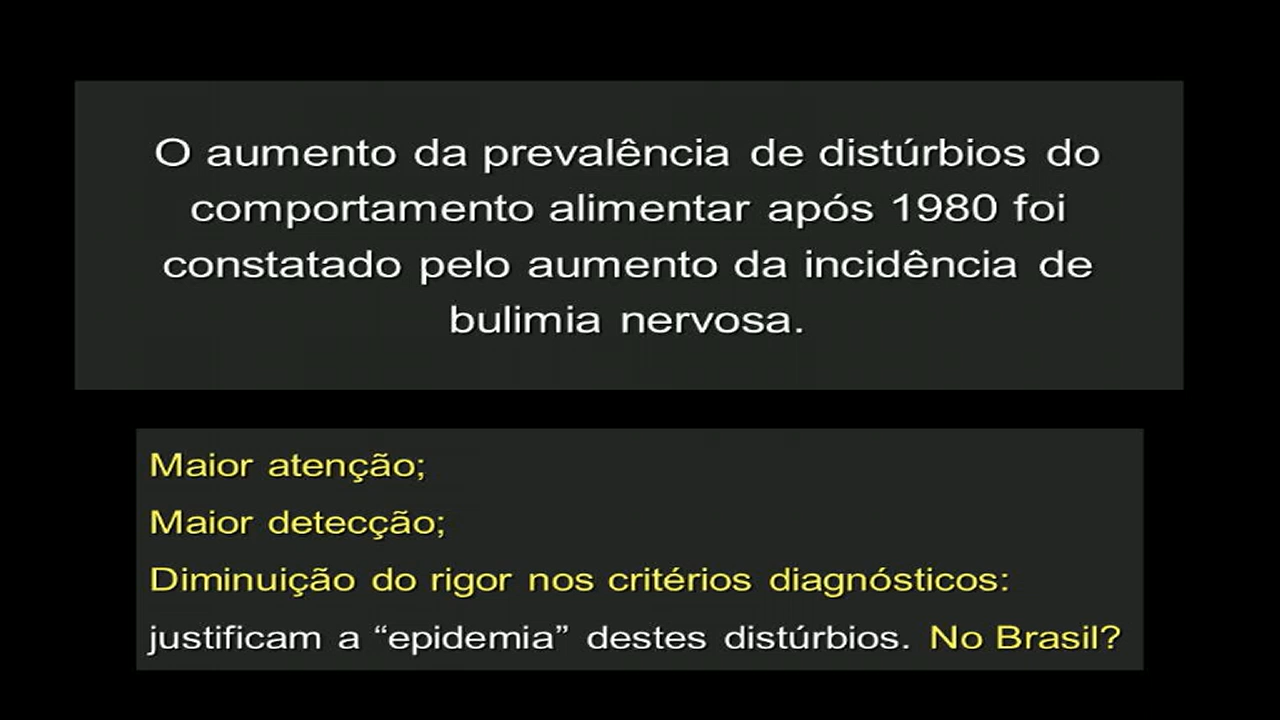 O aumento da prevalência de distúrbios do
comportamento alimentar após 1980 foi
constatado pelo aumento da incidência de
bulimia nervosa.
Maior atenção;
Maior detecção;
Diminuição do rigor nos critérios diagnósticos:
justificam a “epidemia” destes distúrbios. No Brasil?